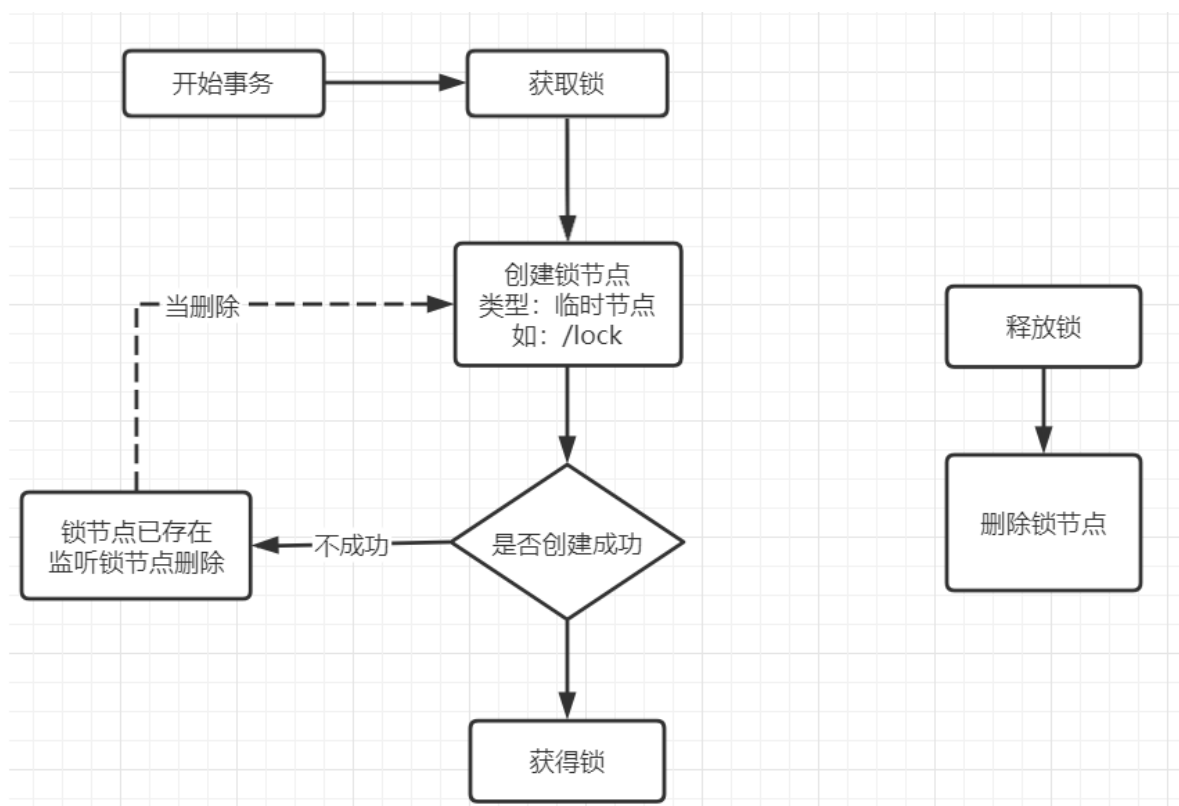 开始事务
获取锁
创建锁节点
类型：临时节点
如：/lock
当删除
释放锁
锁节点已存在
监听锁节点删除
不成功
是否创建成功
删除锁节点
获得锁